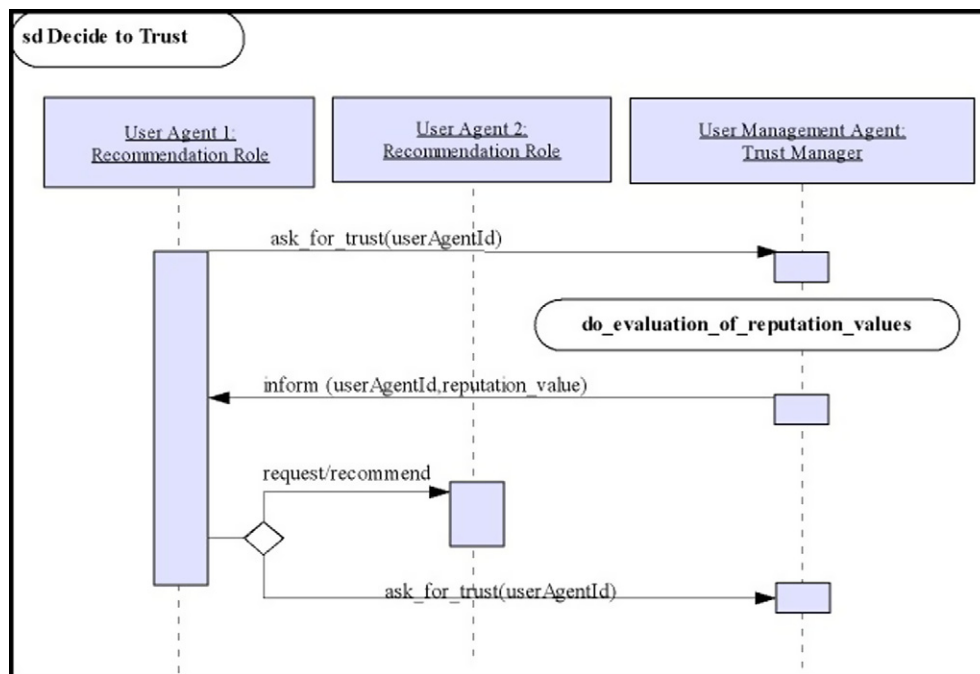 sd Decide to Trust
User Agent 1:
Recommendation Role
User Agent 2:
Recommendation Role
User Management Agent:
Trust Manager
ask_for_trust(userAgentId)
do_evaluation_of_reputation_values
inform (userAgentId,reputation_value)
request/recommend
ask_for_trust(userAgentId)